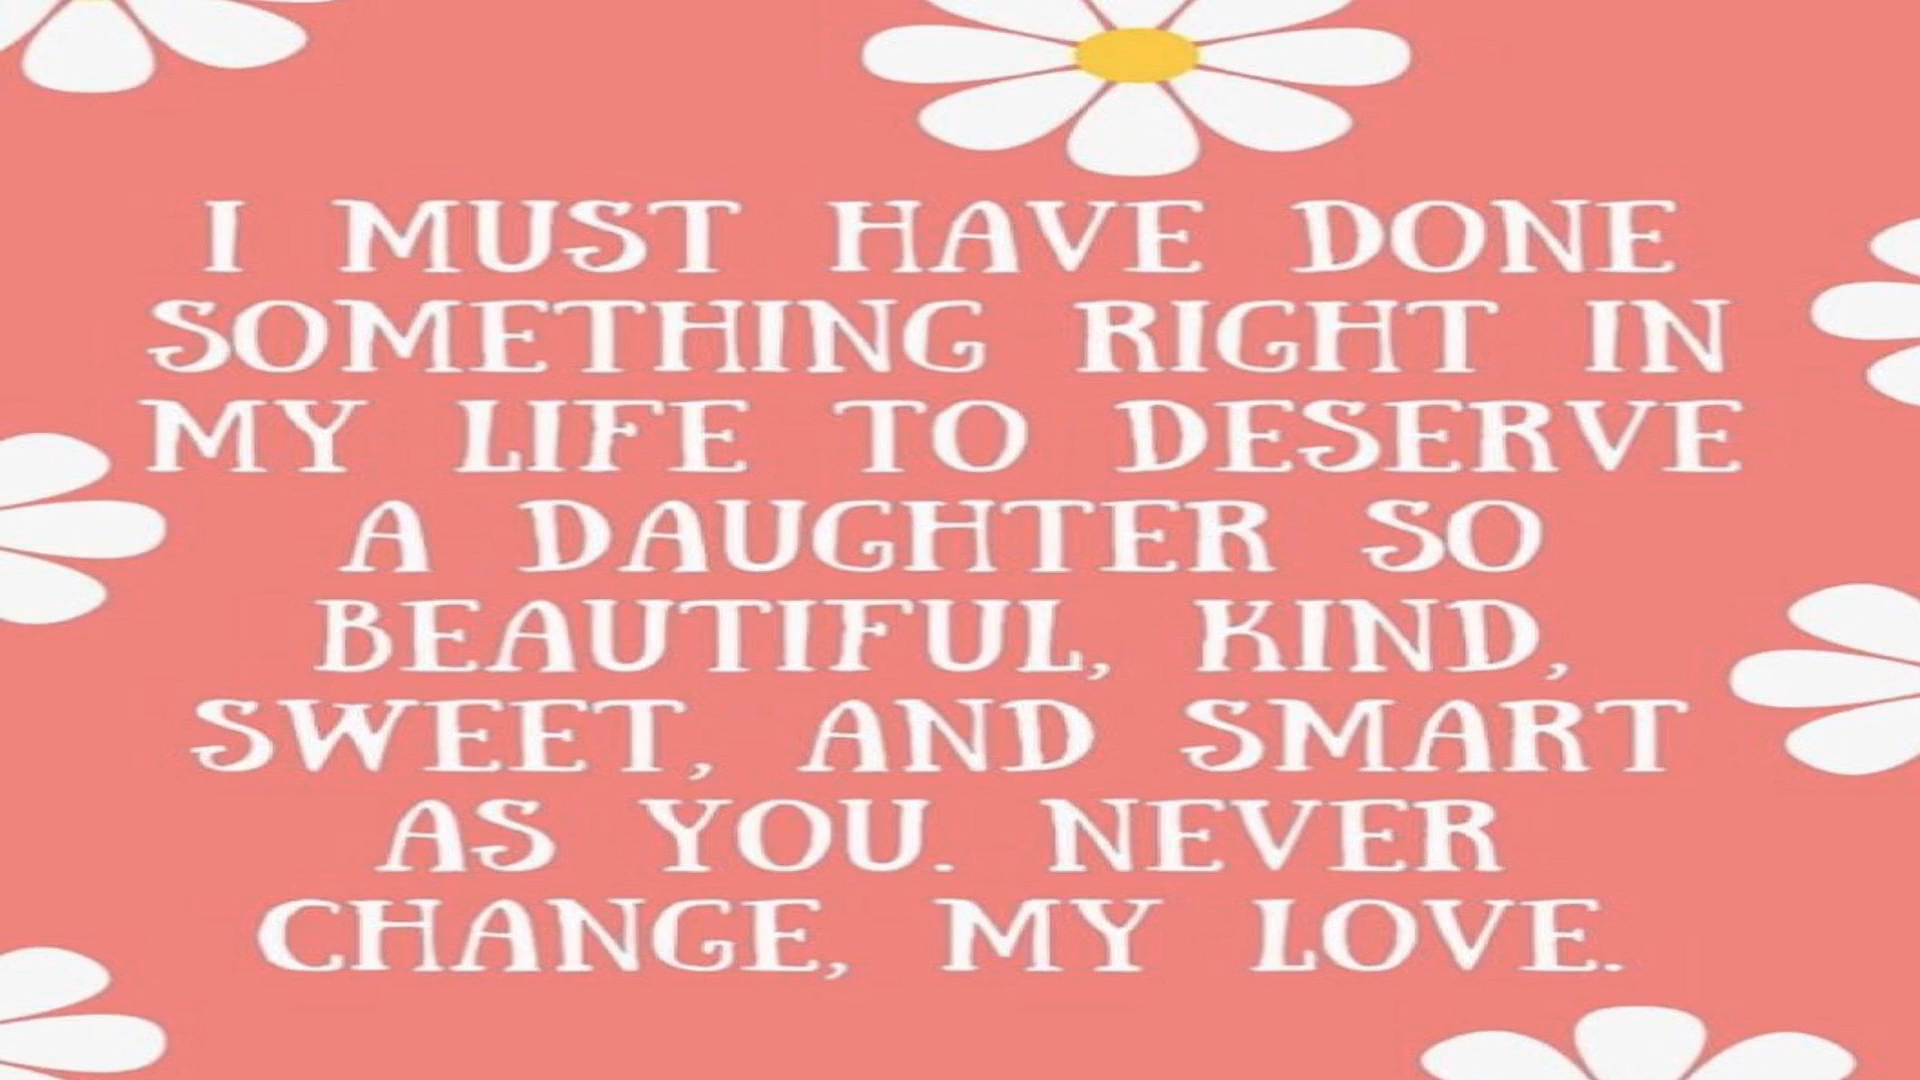 I MUST HAVE DONE
SOMETHING RIGHT IN
MY LIFE TO DESERVE
A DAUGHTER SO
BEAUTIFUL, KIND,
SWEET, AND SMART
AS YOU. NEVER
CHANGE, MY LOVE.